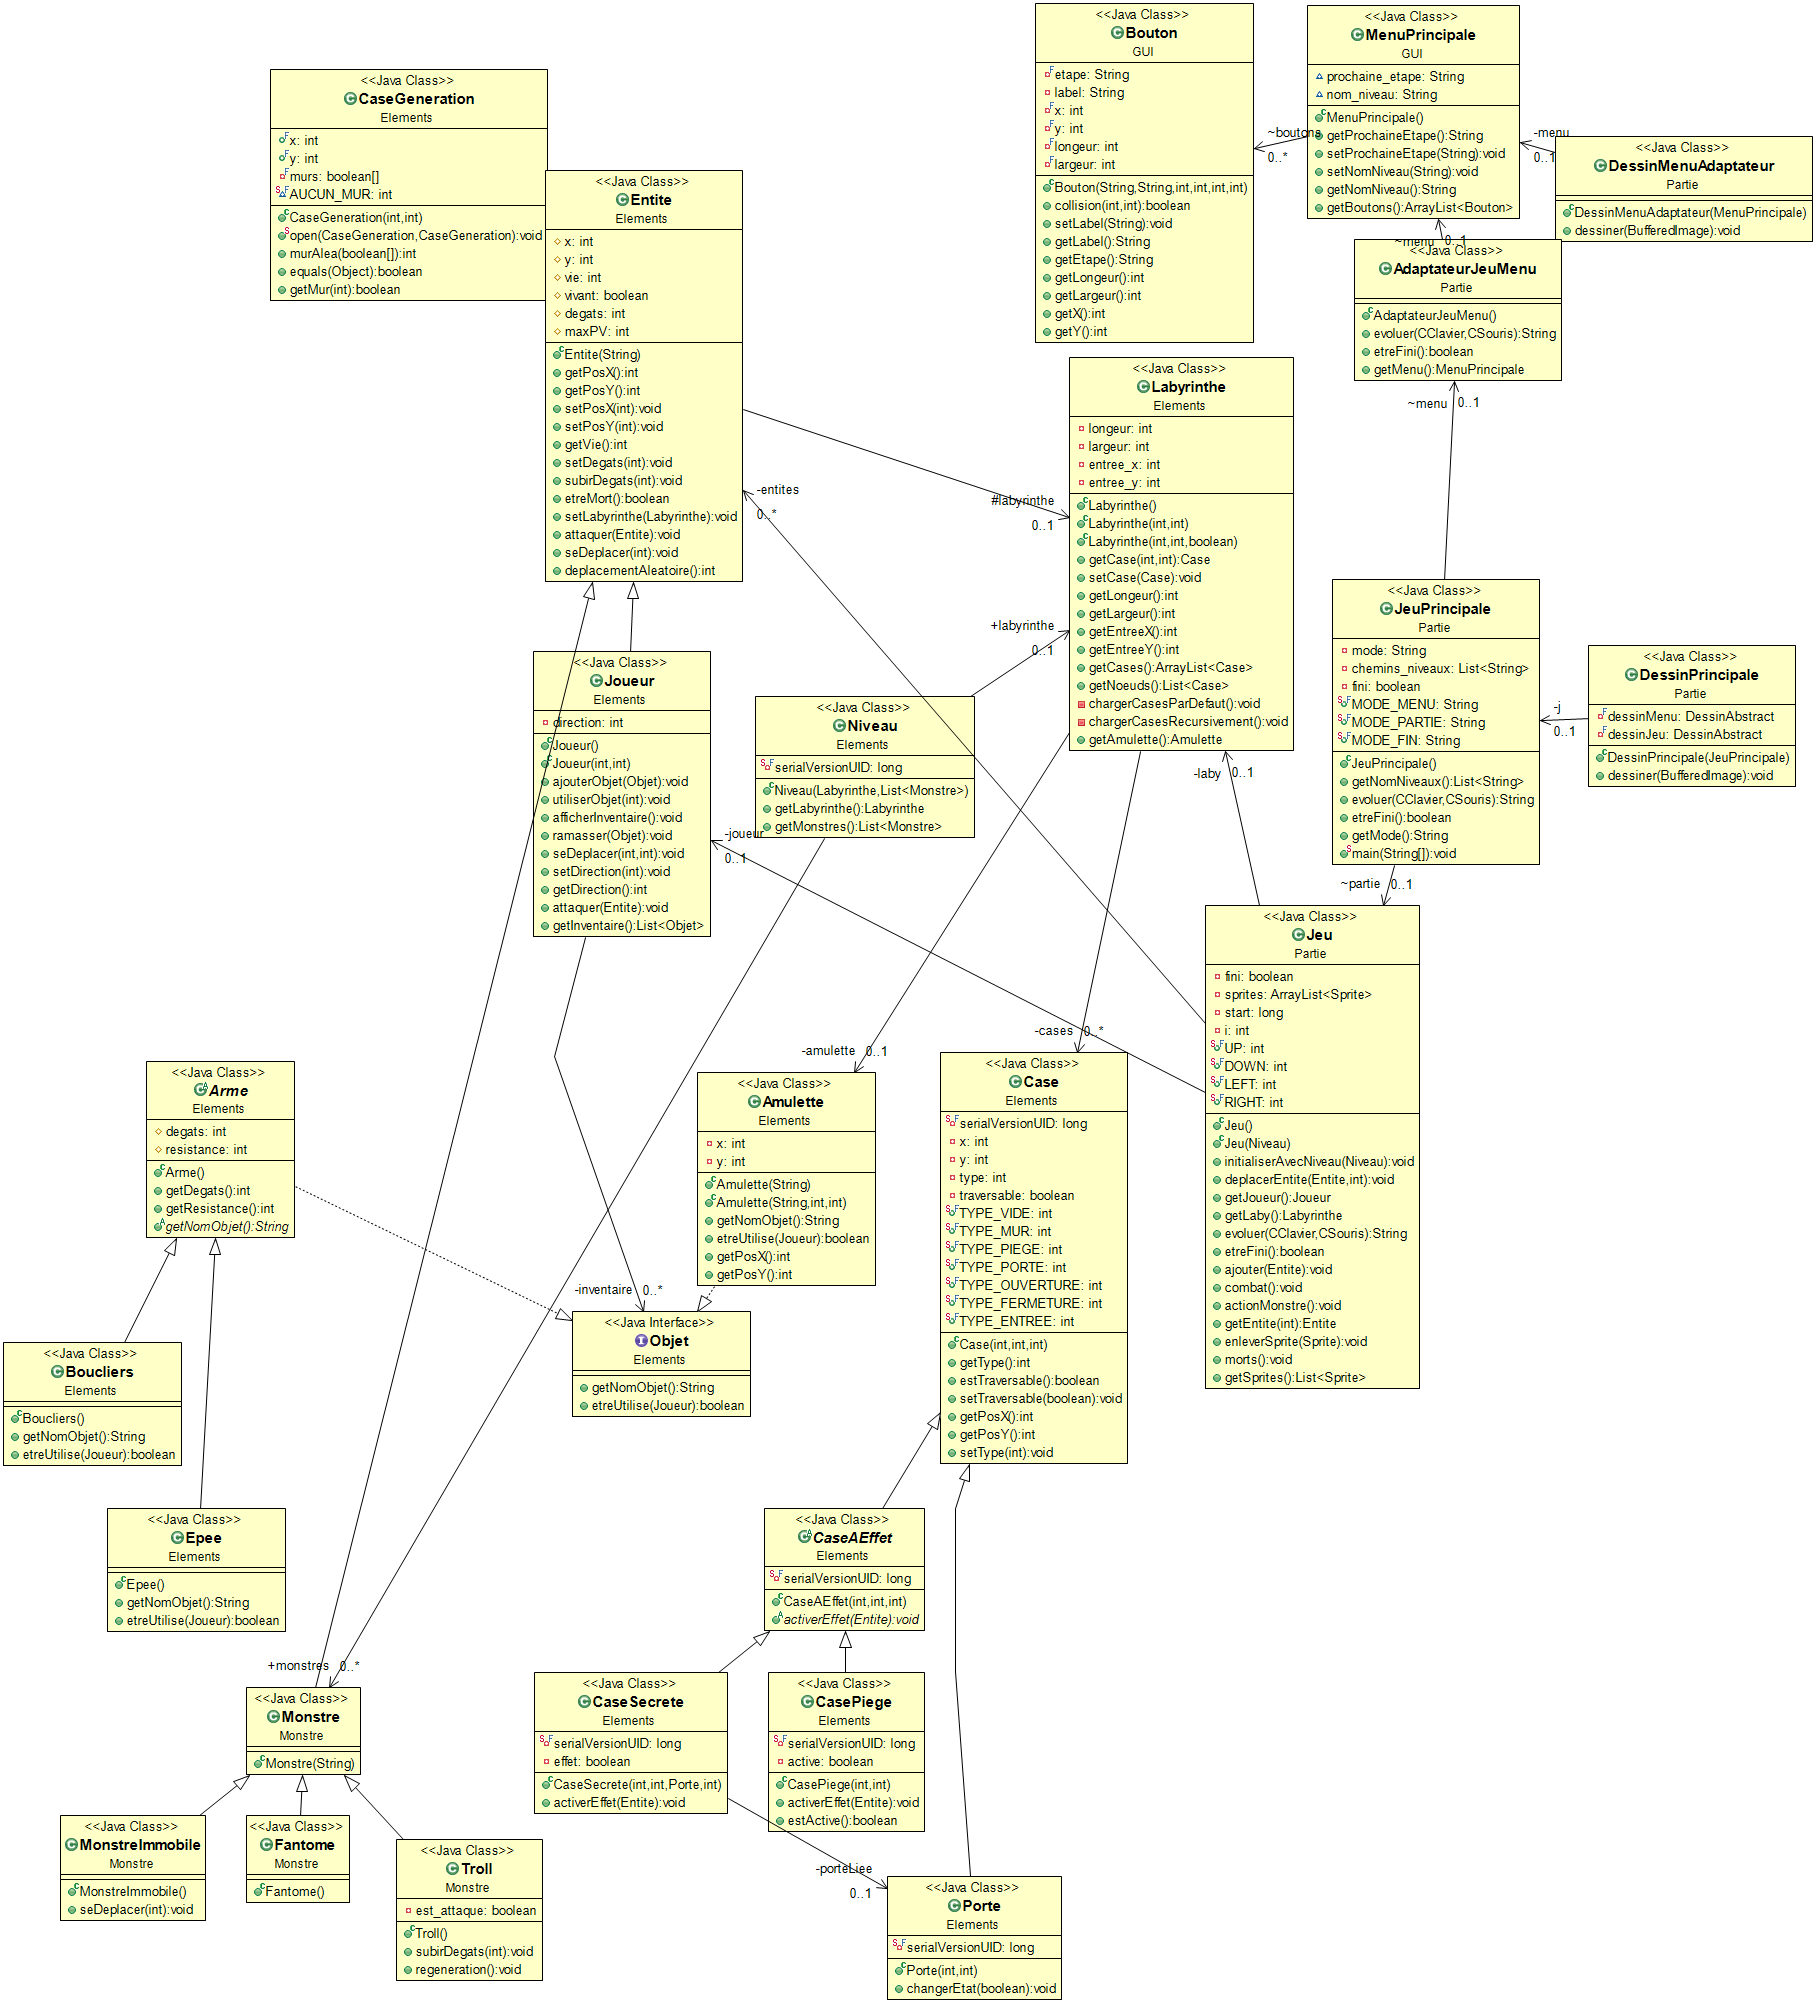 <<Java Class>>
Bouton
GUI
etape: String
label: String
x: int
y: int
longeur: int
largeur: int
Bouton(String,String,int,int,int,int)
collision(int,int):boolean
setLabel(String):void
getLabel():String
getEtape():String
getLongeur():int
getLargeur():int
getX():int
getY():int
<<Java Class>>
MenuPrincipale
GUI
prochaine_etape: String
nom_niveau: String
MenuPrincipale()
getProchaineEtape():String
setProchaineEtape(String):void
setNomNiveau(String):void
getNomNiveau():String
getBoutons():ArrayList<Bouton>
~boutons
0..*
-menu
0..1
<<Java Class>>
DessinMenuAdaptateur
Partie
DessinMenuAdaptateur(MenuPrincipale)
dessiner(BufferedImage):void
~menu 0..1
<<Java Class>>
AdaptateurJeuMenu
Partie
AdaptateurJeuMenu()
evoluer(CClavier,CSouris):String
etreFini():boolean
getMenu():MenuPrincipale
~menu 0..1
<<Java Class>>
CaseGeneration
Elements
x: int
y: int
murs: boolean[]
AUCUN_MUR: int
CaseGeneration(int,int)
open(CaseGeneration,CaseGeneration):void
murAlea(boolean[]):int
equals(Object):boolean
getMur(int):boolean
<<Java Class>>
Entite
Elements
x: int
y: int
vie: int
vivant: boolean
degats: int
maxPV: int
Entite(String)
getPosX():int
getPosY():int
setPosX(int):void
setPosY(int):void
getVie():int
setDegats(int):void
subirDegats(int):void
etreMort():boolean
setLabyrinthe(Labyrinthe):void
attaquer(Entite):void
seDeplacer(int):void
deplacementAleatoire():int
-entites
0..*
#labyrinthe
0..1
<<Java Class>>
Labyrinthe
Elements
longeur: int
largeur: int
entree_x: int
entree_y: int
Labyrinthe()
Labyrinthe(int,int)
Labyrinthe(int,int,boolean)
getCase(int,int):Case
setCase(Case):void
getLongeur():int
getLargeur():int
getEntreeX():int
getEntreeY():int
getCases():ArrayList<Case>
getNoeuds():List<Case>
chargerCasesParDefaut():void
chargerCasesRecursivement():void
getAmulette():Amulette
+labyrinthe
0..1
<<Java Class>>
JeuPrincipale
Partie
mode: String
chemins_niveaux: List<String>
fini: boolean
MODE_MENU: String
MODE_PARTIE: String
MODE_FIN: String
JeuPrincipale()
getNomNiveaux():List<String>
evoluer(CClavier,CSouris):String
etreFini():boolean
getMode():String
main(String[]):void
-j
0..1
<<Java Class>>
DessinPrincipale
Partie
dessinMenu: DessinAbstract
dessinJeu: DessinAbstract
DessinPrincipale(JeuPrincipale)
dessiner(BufferedImage):void
<<Java Class>>
Joueur
Elements
direction: int
Joueur()
Joueur(int,int)
ajouterObjet(Objet):void
utiliserObjet(int):void
afficherInventaire():void
ramasser(Objet):void
seDeplacer(int,int):void
setDirection(int):void
getDirection():int
attaquer(Entite):void
getInventaire():List<Objet>
<<Java Class>>
Niveau
Elements
serialVersionUID: long
Niveau(Labyrinthe,List<Monstre>)
getLabyrinthe():Labyrinthe
getMonstres():List<Monstre>
-joueur
0..1
-laby 0..1
~partie 0..1
<<Java Class>>
Jeu
Partie
fini: boolean
sprites: ArrayList<Sprite>
start: long
i: int
UP: int
DOWN: int
LEFT: int
RIGHT: int
Jeu()
Jeu(Niveau)
initialiserAvecNiveau(Niveau):void
deplacerEntite(Entite,int):void
getJoueur():Joueur
getLaby():Labyrinthe
evoluer(CClavier,CSouris):String
etreFini():boolean
ajouter(Entite):void
combat():void
actionMonstre():void
getEntite(int):Entite
enleverSprite(Sprite):void
morts():void
getSprites():List<Sprite>
-cases 0..*
-amulette 0..1
<<Java Class>>
Arme
Elements
degats: int
resistance: int
Arme()
getDegats():int
getResistance():int
getNomObjet():String
<<Java Class>>
Amulette
Elements
x: int
y: int
Amulette(String)
Amulette(String,int,int)
getNomObjet():String
etreUtilise(Joueur):boolean
getPosX():int
getPosY():int
<<Java Class>>
Case
Elements
serialVersionUID: long
x: int
y: int
type: int
traversable: boolean
TYPE_VIDE: int
TYPE_MUR: int
TYPE_PIEGE: int
TYPE_PORTE: int
TYPE_OUVERTURE: int
TYPE_FERMETURE: int
TYPE_ENTREE: int
Case(int,int,int)
getType():int
estTraversable():boolean
setTraversable(boolean):void
getPosX():int
getPosY():int
setType(int):void
-inventaire 0..*
<<Java Interface>>
Objet
Elements
getNomObjet():String
etreUtilise(Joueur):boolean
<<Java Class>>
Boucliers
Elements
Boucliers()
getNomObjet():String
etreUtilise(Joueur):boolean
<<Java Class>>
Epee
Elements
Epee()
getNomObjet():String
etreUtilise(Joueur):boolean
<<Java Class>>
CaseAEffet
Elements
serialVersionUID: long
CaseAEffet(int,int,int)
activerEffet(Entite):void
+monstres 0..*
<<Java Class>>
Monstre
Monstre
Monstre(String)
<<Java Class>>
CaseSecrete
Elements
serialVersionUID: long
effet: boolean
CaseSecrete(int,int,Porte,int)
activerEffet(Entite):void
<<Java Class>>
CasePiege
Elements
serialVersionUID: long
active: boolean
CasePiege(int,int)
activerEffet(Entite):void
estActive():boolean
<<Java Class>>
MonstreImmobile
Monstre
MonstreImmobile()
seDeplacer(int):void
<<Java Class>>
Fantome
Monstre
Fantome()
<<Java Class>>
Troll
Monstre
est_attaque: boolean
Troll()
subirDegats(int):void
regeneration():void
-porteLiee
0..1
<<Java Class>>
Porte
Elements
serialVersionUID: long
Porte(int,int)
changerEtat(boolean):void